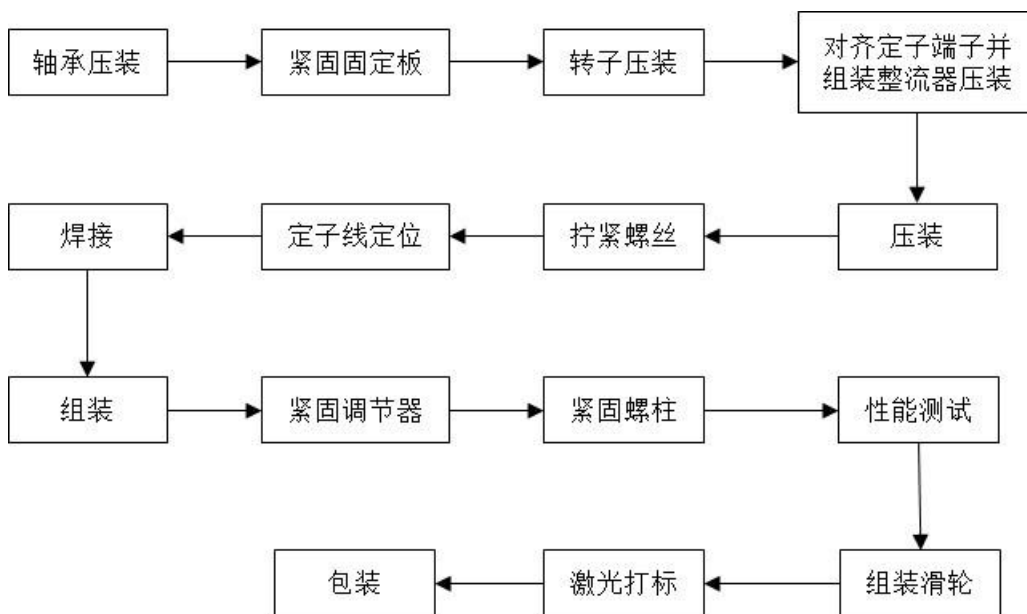 轴承压装
紧固固定板
转子压装
对齐定子端子并
组装整流器压装
焊接
定子线定位
拧紧螺丝
压装
组装
紧固调节器
紧固螺柱
性能测试
包装
激光打标
组装滑轮